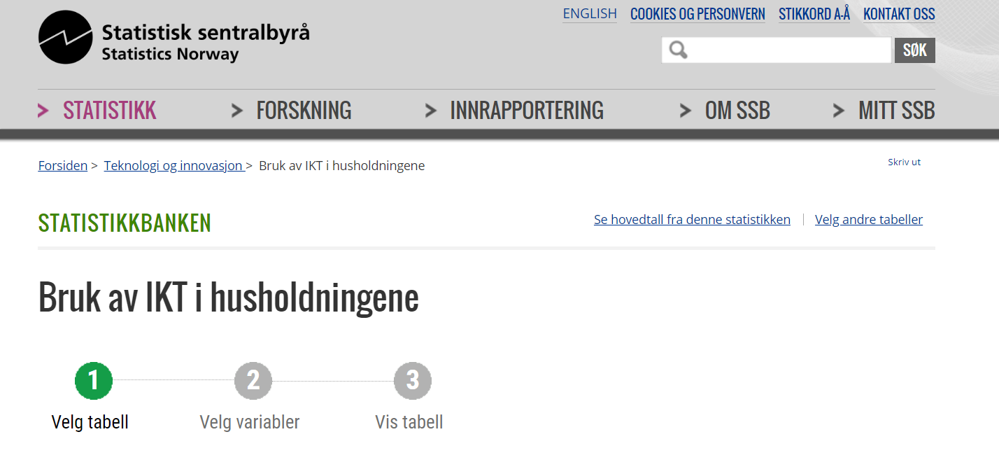 Statistisk sentralbyrå
Statistics Norway
ENGLISH COOKIES OG PERSONVERN STIKKORD A-Å KONTAKT OSS
SØK
> STATISTIKK > FORSKNING > INNRAPPORTERING > OM SSB > MITT SSB
Forsiden > Teknologi og innovasjon > Bruk av IKT i husholdningene
Skriv ut
STATISTIKKBANKEN
Se hovedtall fra denne statistikken | Velg andre tabeller
Bruk av IKT i husholdningene
1 2 3
Velg tabell Velg variabler Vis tabell